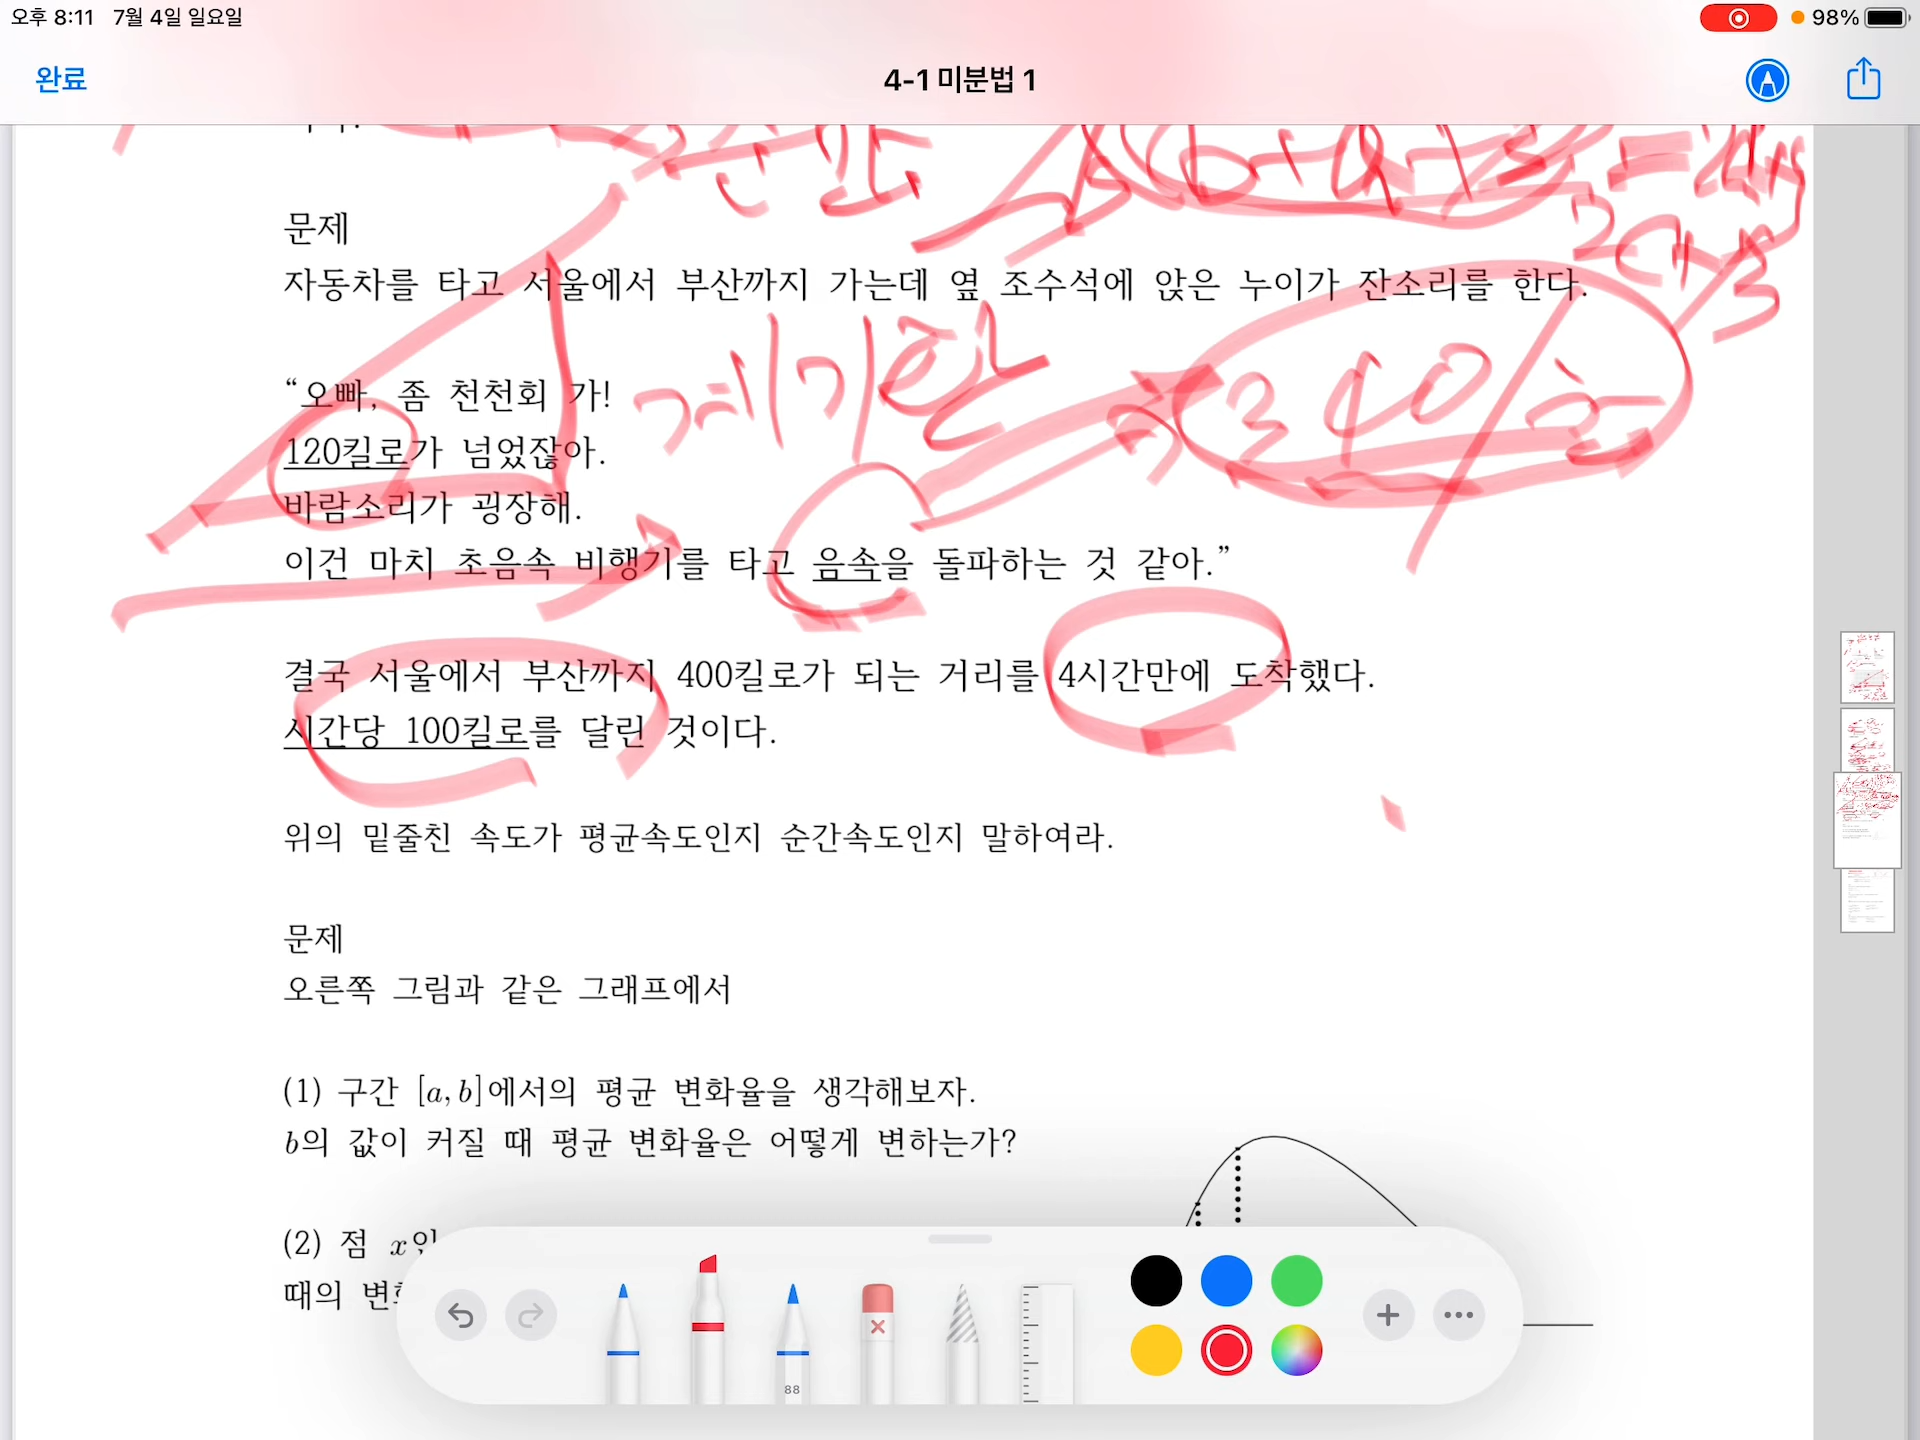 오후 8:11 7월 4일 일요일
98%
완료
4-1 미분법 1
순간
문제
자동차를 타고 서울에서 부산까지 가는데 옆 조수석에 앉은 누이가 잔소리를 한다.
“오빠, 좀 천천회 가!
120킬로가 넘었잖아.
바람소리가 굉장해.
이건 마치 초음속 비행기를 타고 음속을 돌파하는 것 같아.”
340/초
결국 서울에서 부산까지 400킬로가 되는 거리를 4시간만에 도착했다.
시간당 100킬로를 달린 것이다.
위의 밑줄친 속도가 평균속도인지 순간속도인지 말하여라.
문제
오른쪽 그림과 같은 그래프에서
(1) 구간 [a, b]에서의 평균 변화율을 생각해보자.
b의 값이 커질 때 평균 변화율은 어떻게 변하는가?
(2) 점 x
때의
88